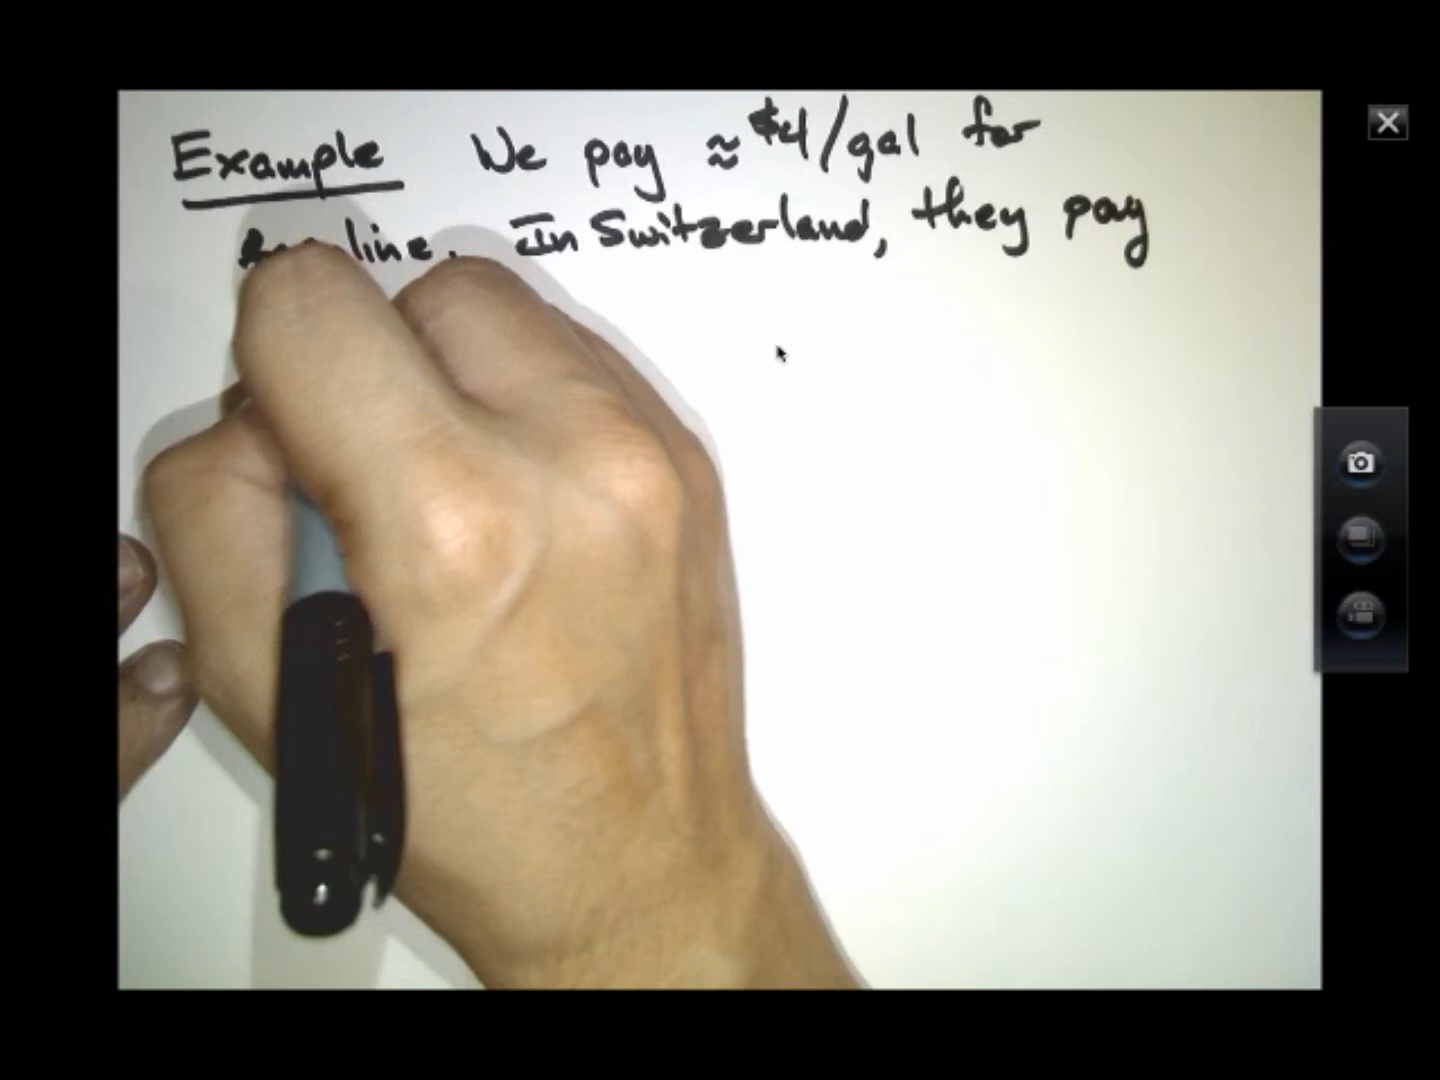 Example We pay ≈ $4/gal for
line. In Switzerland, they pay